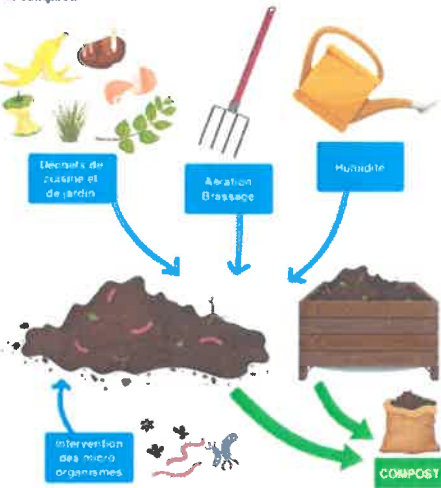 Déchets de
cuisine et
de jardin
Aération
Brassage
Humidité
Intervention
des micro
organismes
COMPOST